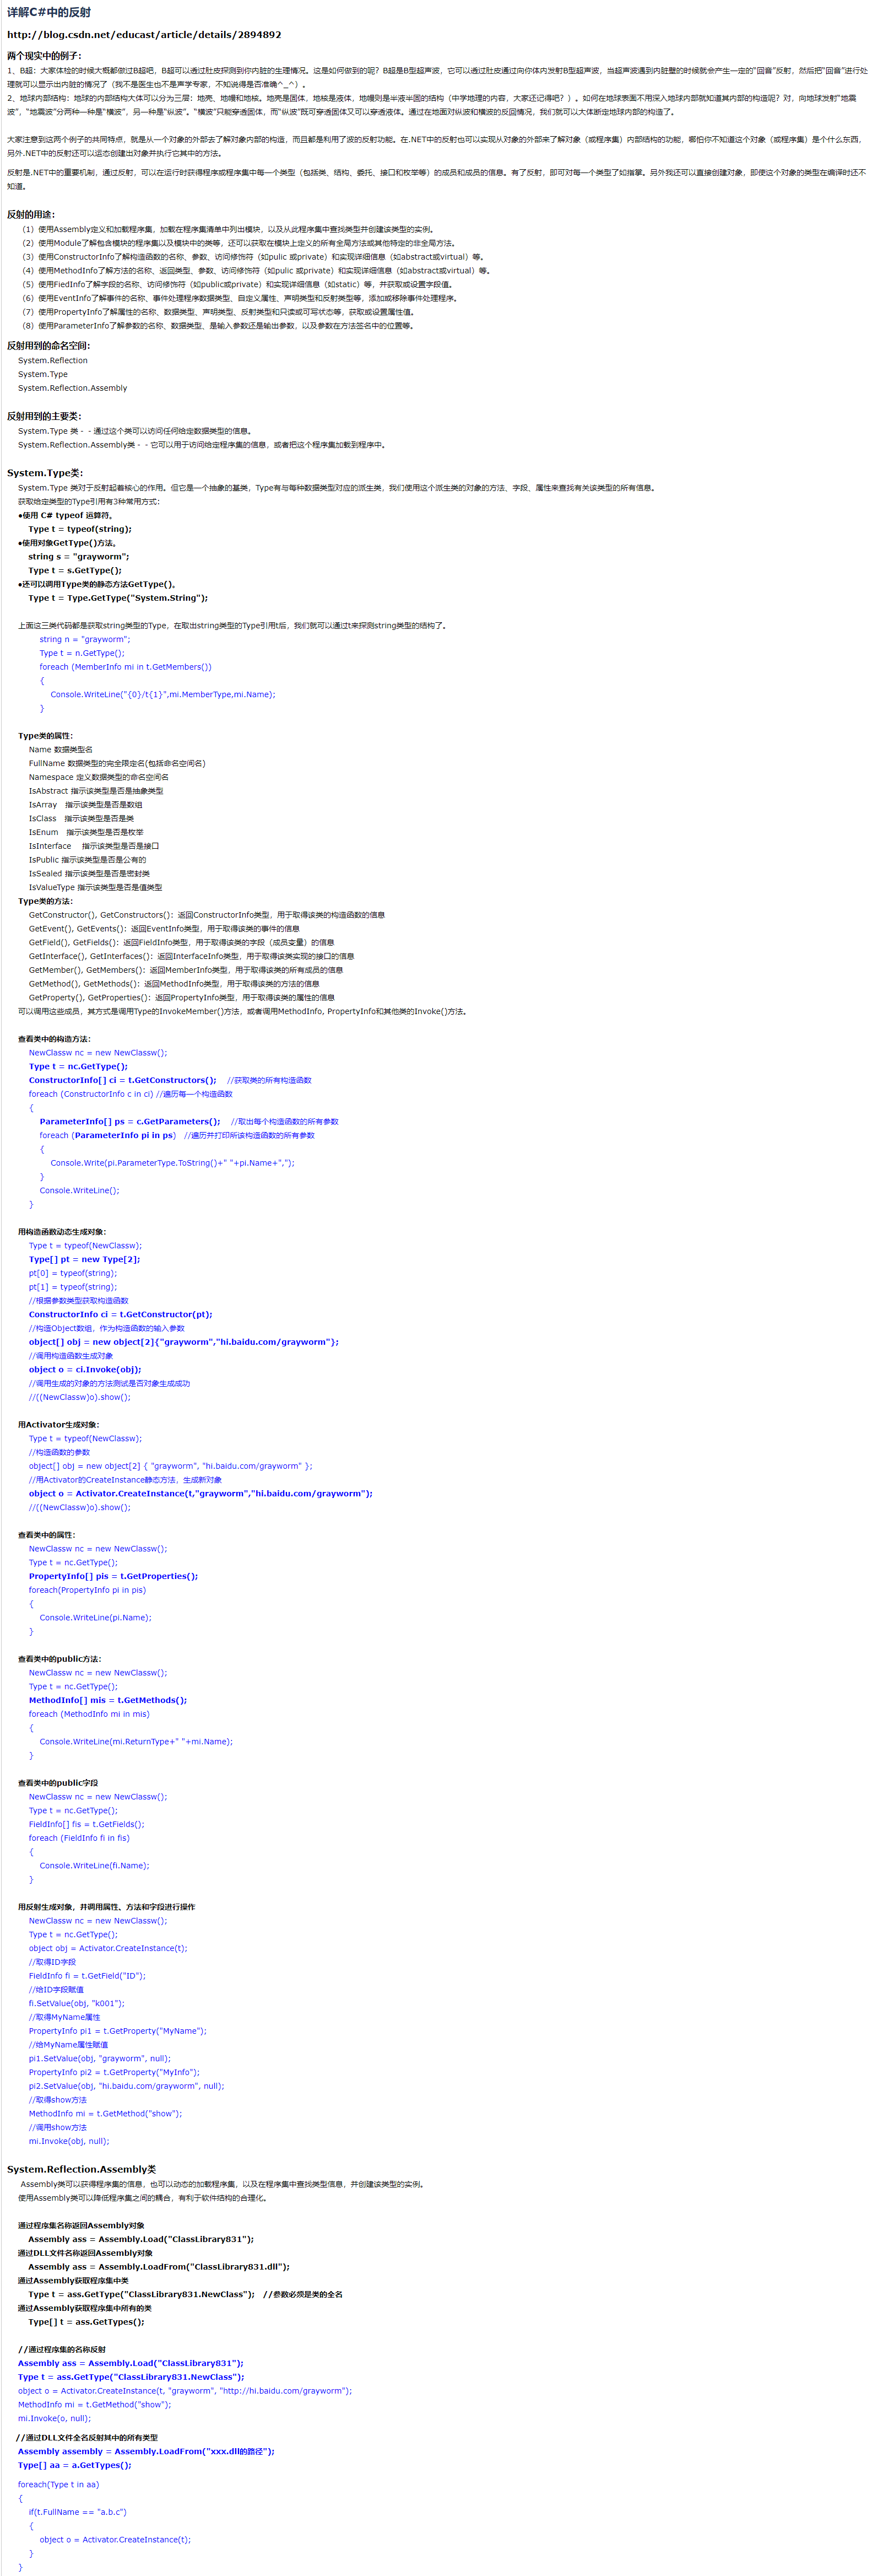 详解C#中的反射
http://blog.csdn.net/educast/article/details/2894892
两个现实中的例子：
1、B超：大家体检的时候大概都做过B超吧，B超可以透过肚皮探测到你内脏的生理情况。这是如何做到的呢？B超是B型超声波，它可以透过肚皮通过向你体内发射B型超声波，当超声波遇到内脏壁的时候就会产生一定的“回音”反射，然后把“回音”进行处
理就可以显示出内脏的情况了（我不是医生也不是声学专家，不知说得是否准确^_^）。
2、地球内部结构：地球的内部结构大体可以分为三层：地壳、地幔和地核。地壳是固体，地核是液体，地幔则是半液半固的结构（中学地理的内容，大家还记得吧？）。如何在地球表面不用深入地球内部就知道其内部的构造呢？对，向地球发射“地震
波”，“地震波”分两种一种是“横波”，另一种是“纵波”。“横波”只能穿透固体，而“纵波”既可穿透固体又可以穿透液体。通过在地面对纵波和横波的反回情况，我们就可以大体断定地球内部的构造了。
大家注意到这两个例子的共同特点，就是从一个对象的外部去了解对象内部的构造，而且都是利用了波的反射功能。在.NET中的反射也可以实现从对象的外部来了解对象（或程序集）内部结构的功能，哪怕你不知道这个对象（或程序集）是个什么东西，
另外.NET中的反射还可以运态创建出对象并执行它其中的方法。
反射是.NET中的重要机制，通过反射，可以在运行时获得程序或程序集中每一个类型（包括类、结构、委托、接口和枚举等）的成员和成员的信息。有了反射，即可对每一个类型了如指掌。另外我还可以直接创建对象，即使这个对象的类型在编译时还不
知道。
反射的用途：
（1）使用Assembly定义和加载程序集，加载在程序集清单中列出模块，以及从此程序集中查找类型并创建该类型的实例。
（2）使用Module了解包含模块的程序集以及模块中的类等，还可以获取在模块上定义的所有全局方法或其他特定的非全局方法。
（3）使用ConstructorInfo了解构造函数的名称、参数、访问修饰符（如pulic 或private）和实现详细信息（如abstract或virtual）等。
（4）使用MethodInfo了解方法的名称、返回类型、参数、访问修饰符（如pulic 或private）和实现详细信息（如abstract或virtual）等。
（5）使用FiedInfo了解字段的名称、访问修饰符（如public或private）和实现详细信息（如static）等，并获取或设置字段值。
（6）使用EventInfo了解事件的名称、事件处理程序数据类型、自定义属性、声明类型和反射类型等，添加或移除事件处理程序。
（7）使用PropertyInfo了解属性的名称、数据类型、声明类型、反射类型和只读或可写状态等，获取或设置属性值。
（8）使用ParameterInfo了解参数的名称、数据类型、是输入参数还是输出参数，以及参数在方法签名中的位置等。
反射用到的命名空间：
System.Reflection
System.Type
System.Reflection.Assembly
反射用到的主要类：
System.Type 类－－通过这个类可以访问任何给定数据类型的信息。
System.Reflection.Assembly类－－它可以用于访问给定程序集的信息，或者把这个程序集加载到程序中。
System.Type类：
System.Type 类对于反射起着核心的作用。但它是一个抽象的基类，Type有与每种数据类型对应的派生类，我们使用这个派生类的对象的方法、字段、属性来查找有关该类型的所有信息。
获取给定类型的Type引用有3种常用方式：
●使用 C# typeof 运算符。
Type t = typeof(string);
●使用对象GetType()方法。
string s = "grayworm";
Type t = s.GetType();
●还可以调用Type类的静态方法GetType()。
Type t = Type.GetType("System.String");
上面这三类代码都是获取string类型的Type，在取出string类型的Type引用t后，我们就可以通过t来探测string类型的结构了。
string n = "grayworm";
Type t = n.GetType();
foreach (MemberInfo mi in t.GetMembers())
{
Console.WriteLine("{0}/t{1}",mi.MemberType,mi.Name);
}
Type类的属性：
Name 数据类型名
FullName 数据类型的完全限定名(包括命名空间名)
Namespace 定义数据类型的命名空间名
IsAbstract 指示该类型是否是抽象类型
IsArray 指示该类型是否是数组
IsClass 指示该类型是否是类
IsEnum 指示该类型是否是枚举
IsInterface 指示该类型是否是接口
IsPublic 指示该类型是否是公有的
IsSealed 指示该类型是否是密封类
IsValueType 指示该类型是否是值类型
Type类的方法：
GetConstructor(), GetConstructors()：返回ConstructorInfo类型，用于取得该类的构造函数的信息
GetEvent(), GetEvents()：返回EventInfo类型，用于取得该类的事件的信息
GetField(), GetFields()：返回FieldInfo类型，用于取得该类的字段（成员变量）的信息
GetInterface(), GetInterfaces()：返回InterfaceInfo类型，用于取得该类实现的接口的信息
GetMember(), GetMembers()：返回MemberInfo类型，用于取得该类的所有成员的信息
GetMethod(), GetMethods()：返回MethodInfo类型，用于取得该类的方法的信息
GetProperty(), GetProperties()：返回PropertyInfo类型，用于取得该类的属性的信息
可以调用这些成员，其方式是调用Type的InvokeMember()方法，或者调用MethodInfo, PropertyInfo和其他类的Invoke()方法。
查看类中的构造方法：
NewClassw nc = new NewClassw();
Type t = nc.GetType();
ConstructorInfo[] ci = t.GetConstructors(); //获取类的所有构造函数
foreach (ConstructorInfo c in ci) //遍历每一个构造函数
{
ParameterInfo[] ps = c.GetParameters(); //取出每个构造函数的所有参数
foreach (ParameterInfo pi in ps) //遍历并打印所该构造函数的所有参数
{
Console.Write(pi.ParameterType.ToString()+" "+pi.Name+",");
}
Console.WriteLine();
}
用构造函数动态生成对象：
Type t = typeof(NewClassw);
Type[] pt = new Type[2];
pt[0] = typeof(string);
pt[1] = typeof(string);
//根据参数类型获取构造函数
ConstructorInfo ci = t.GetConstructor(pt);
//构造Object数组，作为构造函数的输入参数
object[] obj = new object[2]{"grayworm","hi.baidu.com/grayworm"};
//调用构造函数生成对象
object o = ci.Invoke(obj);
//调用生成的对象的方法测试是否对象生成成功
//((NewClassw)o).show();
用Activator生成对象：
Type t = typeof(NewClassw);
//构造函数的参数
object[] obj = new object[2] { "grayworm", "hi.baidu.com/grayworm" };
//用Activator的CreateInstance静态方法，生成新对象
object o = Activator.CreateInstance(t,"grayworm","hi.baidu.com/grayworm");
//((NewClassw)o).show();
查看类中的属性：
NewClassw nc = new NewClassw();
Type t = nc.GetType();
PropertyInfo[] pis = t.GetProperties();
foreach(PropertyInfo pi in pis)
{
Console.WriteLine(pi.Name);
}
查看类中的public方法：
NewClassw nc = new NewClassw();
Type t = nc.GetType();
MethodInfo[] mis = t.GetMethods();
foreach (MethodInfo mi in mis)
{
Console.WriteLine(mi.ReturnType+" "+mi.Name);
}
查看类中的public字段
NewClassw nc = new NewClassw();
Type t = nc.GetType();
FieldInfo[] fis = t.GetFields();
foreach (FieldInfo fi in fis)
{
Console.WriteLine(fi.Name);
}
用反射生成对象，并调用属性、方法和字段进行操作
NewClassw nc = new NewClassw();
Type t = nc.GetType();
object obj = Activator.CreateInstance(t);
//取得ID字段
FieldInfo fi = t.GetField("ID");
//给ID字段赋值
fi.SetValue(obj, "k001");
//取得MyName属性
PropertyInfo pi1 = t.GetProperty("MyName");
//给MyName属性赋值
pi1.SetValue(obj, "grayworm", null);
PropertyInfo pi2 = t.GetProperty("MyInfo");
pi2.SetValue(obj, "hi.baidu.com/grayworm", null);
//取得show方法
MethodInfo mi = t.GetMethod("show");
//调用show方法
mi.Invoke(obj, null);
System.Reflection.Assembly类
Assembly类可以获得程序集的信息，也可以动态的加载程序集，以及在程序集中查找类型信息，并创建该类型的实例。
使用Assembly类可以降低程序集之间的耦合，有利于软件结构的合理化。
通过程序集名称返回Assembly对象
Assembly ass = Assembly.Load("ClassLibrary831");
通过DLL文件名称返回Assembly对象
Assembly ass = Assembly.LoadFrom("ClassLibrary831.dll");
通过Assembly获取程序集中类
Type t = ass.GetType("ClassLibrary831.NewClass"); //参数必须是类的全名
通过Assembly获取程序集中所有的类
Type[] t = ass.GetTypes();
//通过程序集的名称反射
Assembly ass = Assembly.Load("ClassLibrary831");
Type t = ass.GetType("ClassLibrary831.NewClass");
object o = Activator.CreateInstance(t, "grayworm", "http://hi.baidu.com/grayworm");
MethodInfo mi = t.GetMethod("show");
mi.Invoke(o, null);
//通过DLL文件全名反射其中的所有类型
Assembly assembly = Assembly.LoadFrom("xxx.dll的路径");
Type[] aa = a.GetTypes();
foreach(Type t in aa)
{
if(t.FullName == "a.b.c")
{
object o = Activator.CreateInstance(t);
}
}